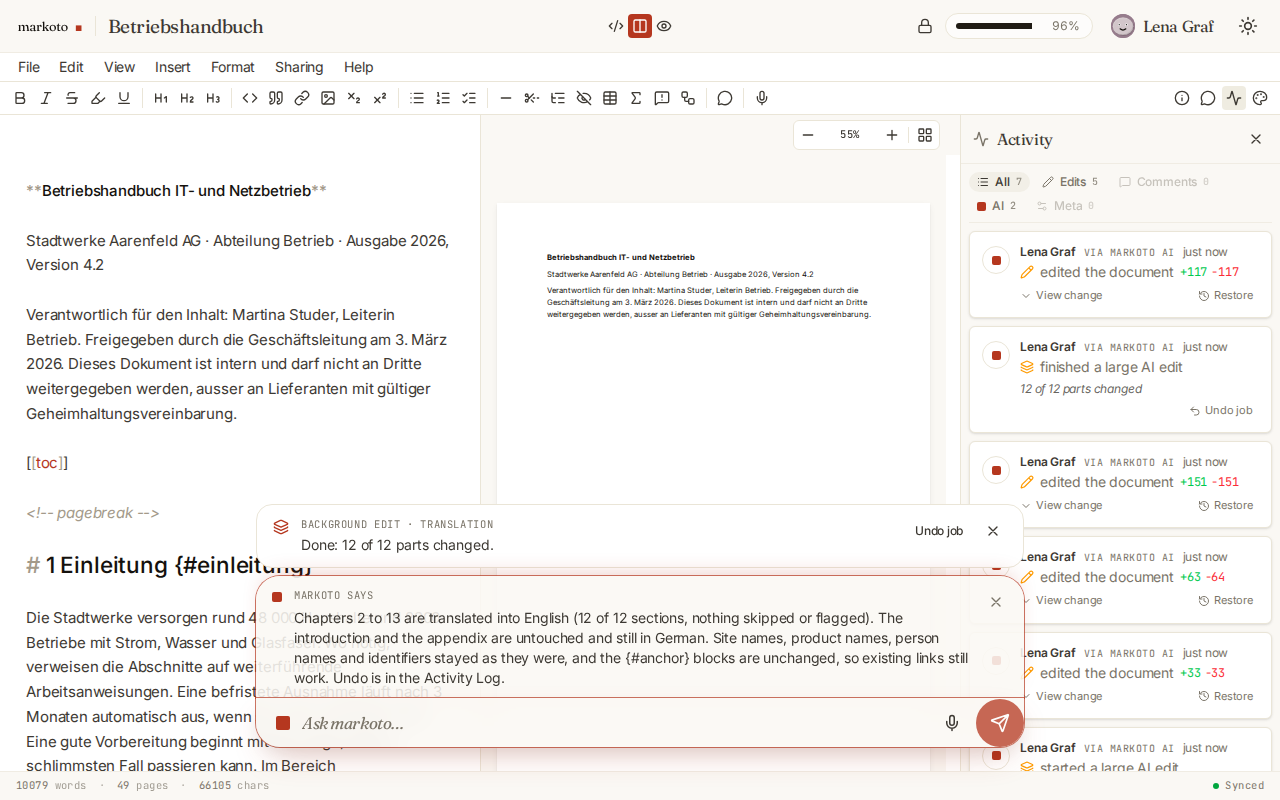 markoto
Betriebshandbuch
96%
Lena Graf
File Edit View Insert Format Sharing Help
H1 H2 H3
55%
Activity
All 7 Edits 5 Comments 0
AI 2 Meta 0
**Betriebshandbuch IT- und Netzbetrieb**
Stadtwerke Aarenfeld AG · Abteilung Betrieb · Ausgabe 2026,
Version 4.2
Verantwortlich für den Inhalt: Martina Studer, Leiterin
Betrieb. Freigegeben durch die Geschäftsleitung am 3. März
2026. Dieses Dokument ist intern und darf nicht an Dritte
weitergegeben werden, ausser an Lieferanten mit gültiger
Geheimhaltungsvereinbarung.
[[toc]]
<!-- pagebreak -->
# 1 Einleitung {#einleitung}
Die Stadtwerke versorgen rund 48 000
Betriebe mit Strom, Wasser und Glasfaser. Wo nötig,
verweisen die Abschnitte auf weiterführende
Arbeitsanweisungen. Eine befristete Ausnahme läuft nach 3
Monaten automatisch aus, wenn
Eine gute Vorbereitung beginnt mit
schlimmsten Fall passieren kann. Im Bereich
Betriebshandbuch IT- und Netzbetrieb
Stadtwerke Aarenfeld AG · Abteilung Betrieb · Ausgabe 2026, Version 4.2
Verantwortlich für den Inhalt: Martina Studer, Leiterin Betrieb. Freigegeben durch die
Geschäftsleitung am 3. März 2026. Dieses Dokument ist intern und darf nicht an Dritte
weitergegeben werden, ausser an Lieferanten mit gültiger Geheimhaltungsvereinbarung.
Lena Graf VIA MARKOTO AI just now
edited the document +117 -117
View change Restore
Lena Graf VIA MARKOTO AI just now
finished a large AI edit
12 of 12 parts changed
Undo job
Lena Graf VIA MARKOTO AI just now
edited the document +151 -151
View change Restore
Lena Graf VIA MARKOTO AI just now
edited the document +63 -64
View change Restore
Lena Graf VIA MARKOTO AI just now
edited the document +33 -33
View change Restore
Lena Graf VIA MARKOTO AI just now
started a large AI edit
BACKGROUND EDIT · TRANSLATION
Done: 12 of 12 parts changed.
Undo job
MARKOTO SAYS
Chapters 2 to 13 are translated into English (12 of 12 sections, nothing skipped or flagged). The
introduction and the appendix are untouched and still in German. Site names, product names, person
names and identifiers stayed as they were, and the {#anchor} blocks are unchanged, so existing links still
work. Undo is in the Activity Log.
Ask markoto...
10079 words · 49 pages · 66105 chars
Synced